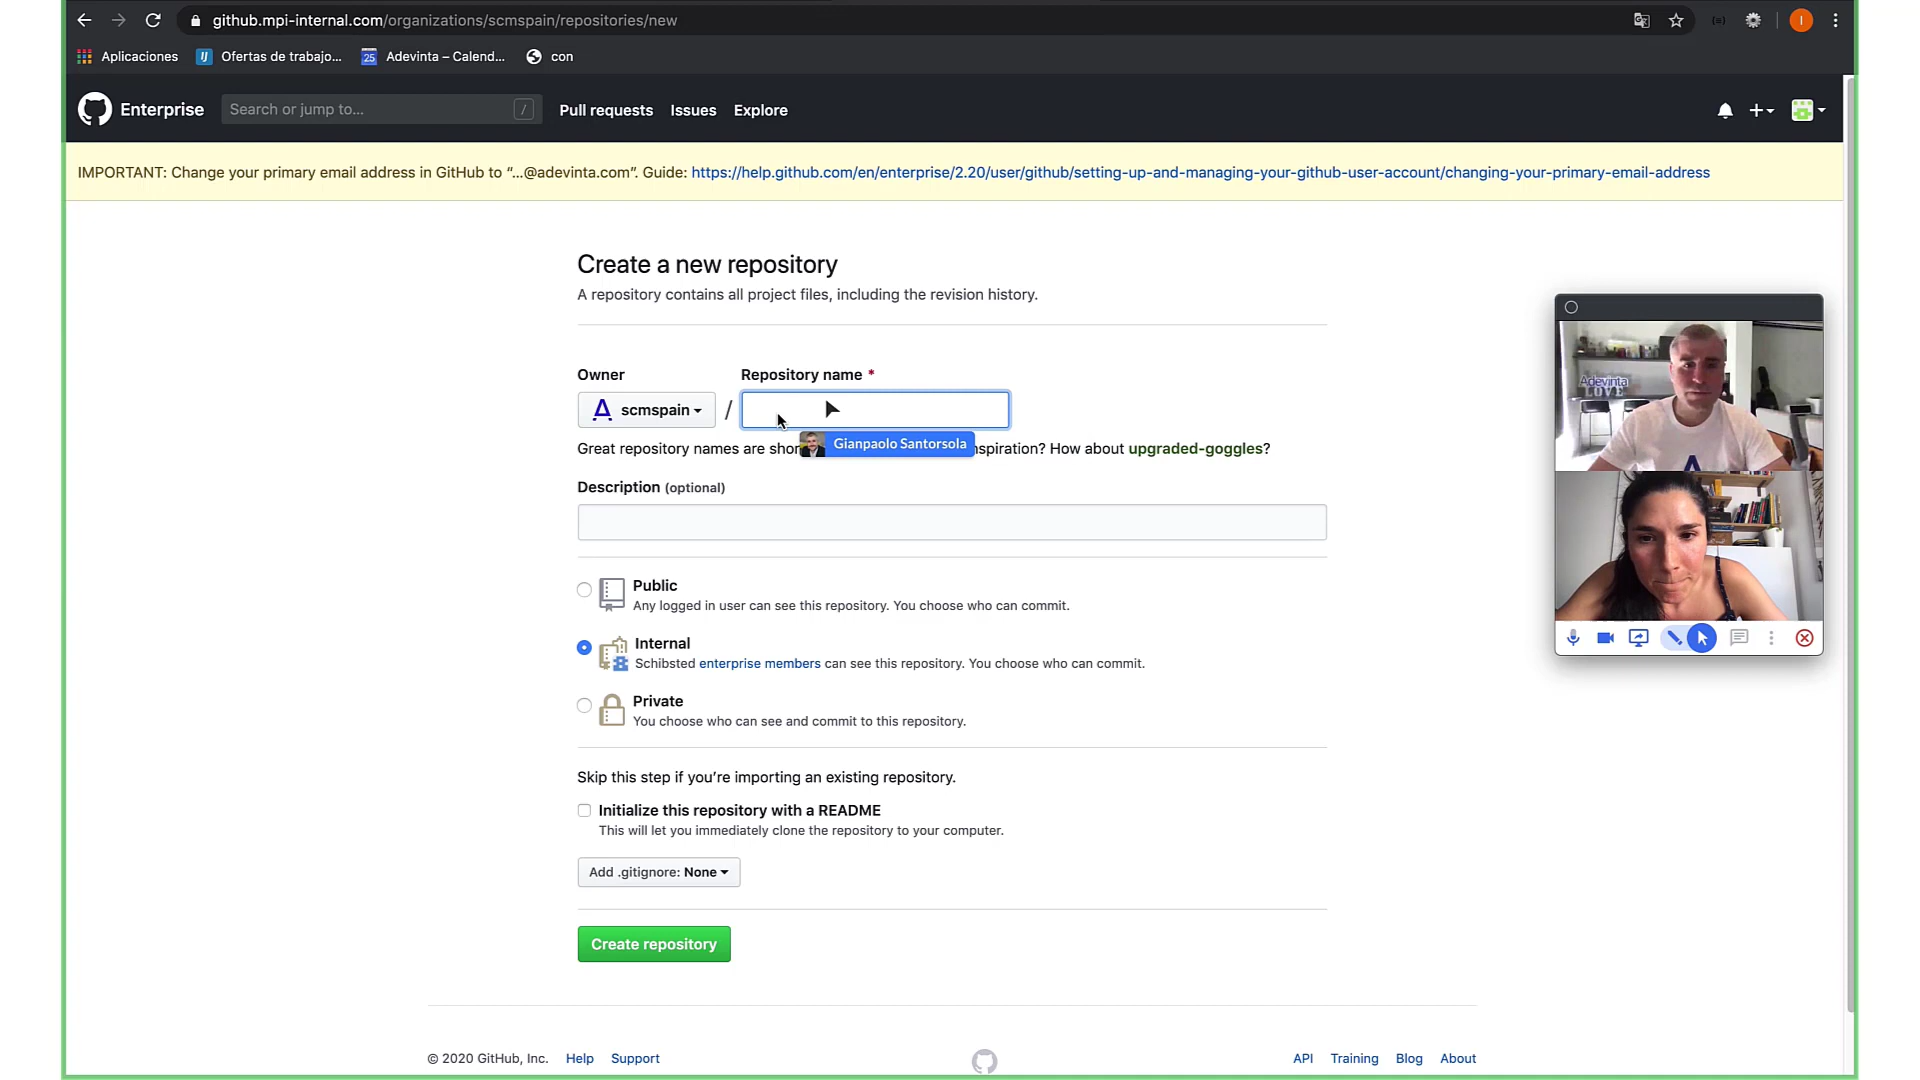 github.mpi-internal.com/organizations/scmspain/repositories/new
Aplicaciones
Ofertas de trabajo...
25
Adevinta – Calend...
con
I
Enterprise
Search or jump to...
/
Pull requests
Issues
Explore
IMPORTANT: Change your primary email address in GitHub to “...@adevinta.com”. Guide: https://help.github.com/en/enterprise/2.20/user/github/setting-up-and-managing-your-github-user-account/changing-your-primary-email-address
Create a new repository
A repository contains all project files, including the revision history.
Owner
Repository name *
scmspain
/
Gianpaolo Santorsola
Great repository names are shor nspiration? How about upgraded-goggles?
Description (optional)
Public
Any logged in user can see this repository. You choose who can commit.
Internal
Schibsted enterprise members can see this repository. You choose who can commit.
Private
You choose who can see and commit to this repository.
Skip this step if you’re importing an existing repository.
Initialize this repository with a README
This will let you immediately clone the repository to your computer.
Add .gitignore: None
Create repository
© 2020 GitHub, Inc.
Help
Support
API
Training
Blog
About
Adevinta
LOVE